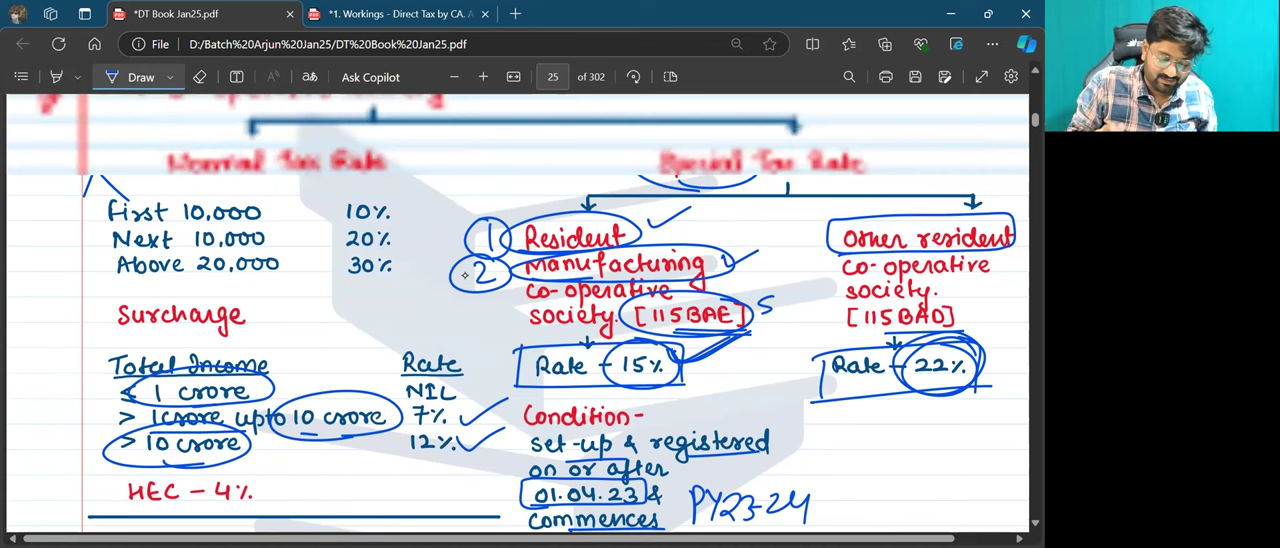 *DT Book Jan25.pdf
*1. Workings - Direct Tax by CA. A
File
D:/Batch%20Arjun%20Jan25/DT%20Book%20Jan25.pdf
Draw
aあ
Ask Copilot
25 of 302
Normal Tax Rate
Special Tax Rate
First 10,000 10%.
Next 10,000 20%.
Above 20,000 30%.
Surcharge
Total Income Rate
≤ 1 crore NIL
> 1crore upto 10 crore 7%.
> 10 crore 12%.
HEC - 4%.
1 Resident
2 Manufacturing
co-operative
society. [115BAE] S
Rate - 15%.
Condition-
set-up & registered
on or after
01.04.23 &
commences
PY23-24
Other resident
co-operative
society.
[115BAD]
Rate - 22%.